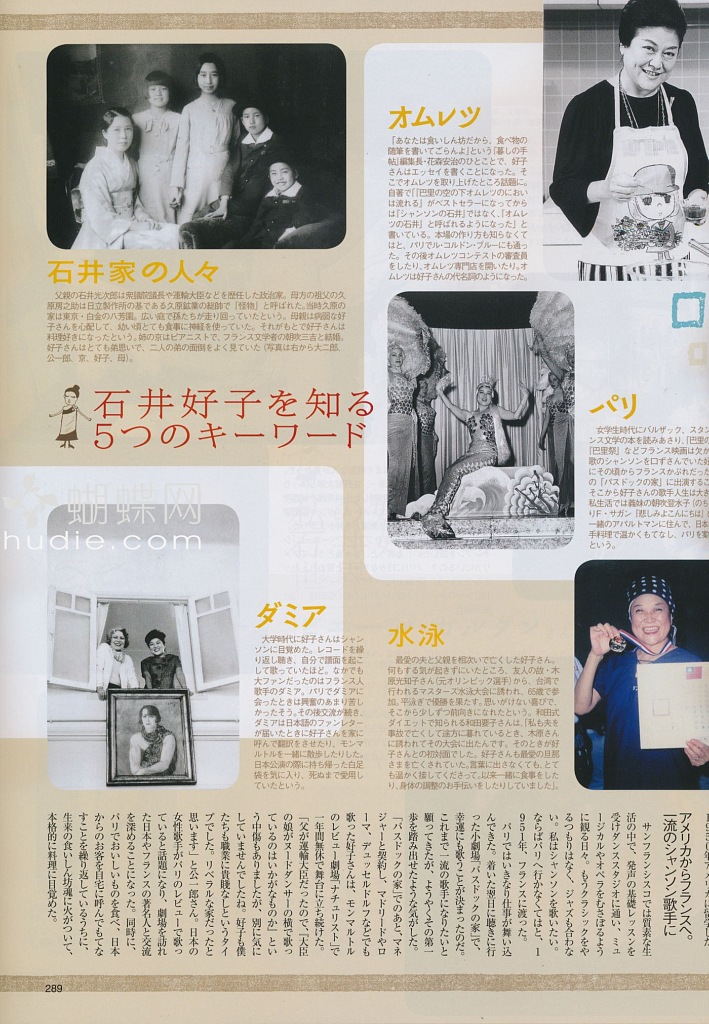 石井家の人々
父親の石井光次郎は衆議院議長や運輸大臣などを歴任した政治家。母方の祖父の久
原房之助は日立製作所の基である久原鉱業の総帥で「怪物」と呼ばれた。当時久原の
家は東京・白金の八芳園。広い庭で孫たちが走り回っていたという。母親は病弱な好
子さんを心配して、幼い頃とても食事に神経を使っていた。それがもとで好子さんは
料理好きになったという。姉の京はピアニストで、フランス文学者の朝吹三吉と結婚。
好子さんはとても弟思いで、二人の弟の面倒をよく見ていた(写真は右から大二郎、
公一郎、京、好子、母)。
オムレツ
「あなたは食いしん坊だから、食べ物の
随筆を書いてごらんよ」という『暮しの手
帖』編集長・花森安治のひとことで、好子
さんはエッセイを書くことになった。そ
こでオムレツを取り上げたところ話題に。
自著で「『巴里の空の下オムレツのにおい
は流れる』がベストセラーになってから
は「シャンソンの石井」ではなく、「オムレツ
の石井」と呼ばれるようになった」と
書いている。本場の作り方も知らなくて
はと、パリでル・コルドン・ブルーにも通っ
た。その後オムレツコンテストの審査員
をしたり、オムレツ専門店を開いたり。オ
ムレツは好子さんの代名詞のようになった。
石井好子を知る
5つのキーワード
パリ
女学生時代にバルザック、スタン
ンス文学の本を読みあさり、『巴里の
『巴里祭』などフランス映画は欠か
歌のシャンソンを口ずさんでいた好
にその頃からフランスかぶれだった
の「パスドックの家」に出演するこ
そこから好子さんの歌手人生は大き
私生活では義妹の朝吹登水子(のち
りF・サガン『悲しみよこんにちは』
一緒のアパルトマンに住んで、日本
手料理で温かくもてなし、パリを案
という。
蝴蝶网
hudie.com
ダミア
大学時代に好子さんはシャン
ソンに目覚めた。レコードを繰
り返し聴き、自分で譜面を起こ
して歌っていたほど。なかでも
大ファンだったのはフランス人
歌手のダミア。パリでダミアに
会ったときは興奮のあまり苦し
かったそう。その後交流が続き、
ダミアは日本語のファンレター
が届いたときに好子さんを家に
呼んで翻訳をさせたり、モンマ
ルトルを一緒に散歩したりした。
日本公演の際に持ち帰った白足
袋を気に入り、死ぬまで愛用し
ていたという。
水泳
最愛の夫と父親を相次いで亡くした好子さん。
何もする気が起きずにいたところ、友人の故・木
原光知子さん(元オリンピック選手)から、台湾で
行われるマスターズ水泳大会に誘われ、65歳で参
加。平泳ぎで優勝を果たす。思いがけない喜びで、
そこから少しずつ前向きになれたという。和田式
ダイエットで知られる和田要子さんは、「私も夫を
事故で亡くして途方に暮れているとき、木原さん
に誘われてその大会に出たんです。そのときが好子
さんとの初対面でした。好子さんも最愛の旦那
さまを亡くされていた。言葉に出さなくても、とて
も温かく接してくださって。以来一緒に食事をした
り、身体の調整のお手伝いをしたりしていました」。
アメリカからフランスへ。
一流のシャンソン歌手に
サンフランシスコでは質素な生
活の中で、発声の基礎レッスンを
受けダンススタジオに通い、ミュ
ージカルやオペラをむさぼるよう
に観る日々。もうクラシックをや
るつもりはなく、ジャズも合わな
い。私はシャンソンを歌いたい。
ならばパリへ行かなくてはと、1
951年、フランスに渡った。
パリではいきなり仕事が舞い込
んできた。着いた翌日に聴きに行
った小劇場「パスドックの家」で、
幸運にも歌うことが決まったのだ。
これまで一流の歌手になりたいと
願ってきたが、ようやくその第一
歩を踏み出せたような気がした。
「パスドックの家」でのあと、マネ
ージャーと契約し、マドリードやロ
ーマ、デュッセルドルフなどでも
歌った好子さんは、モンマルトル
のレビュー劇場「ナチュリスト」で
一年間無休で舞台に立ち続けた。
「父が運輸大臣だったので、『大臣
の娘がヌードダンサーの横で歌っ
ているのはいかがなものか』とい
う中傷もありましたが、別に気に
していませんでしたね。好子も僕
たちも職業に貴賤なしというタイ
プでした。リベラルな家だったと
思います」と公一郎さん。日本の
女性歌手がパリのレビューで歌っ
ていると話題になり、劇場を訪れ
た日本やフランスの著名人と交流
を深めることになった。同時に、
パリでおいしいものを食べ、日本
からのお客を自宅に呼んでもてな
すことを繰り返しているうちに、
生来の食いしん坊魂に火がついて、
本格的に料理に目覚めた。
289